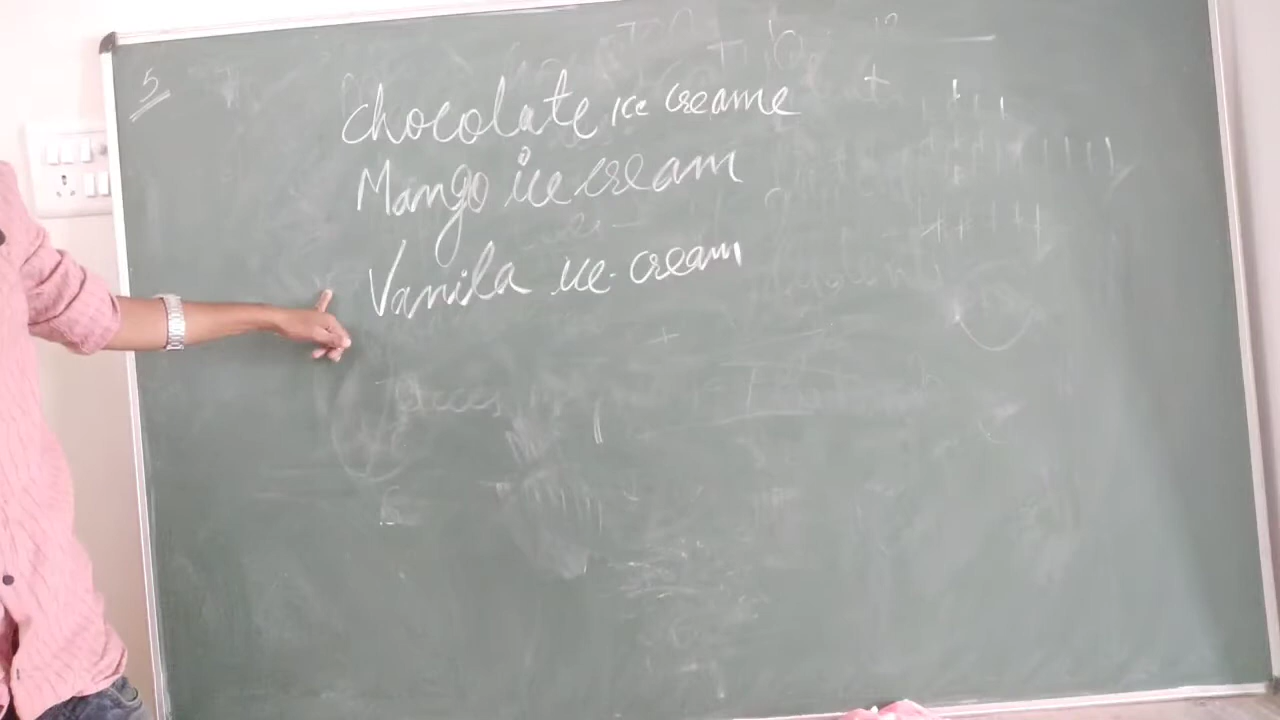 5
Chocolate ice creame
Mango ice cream
Vanila ice-cream